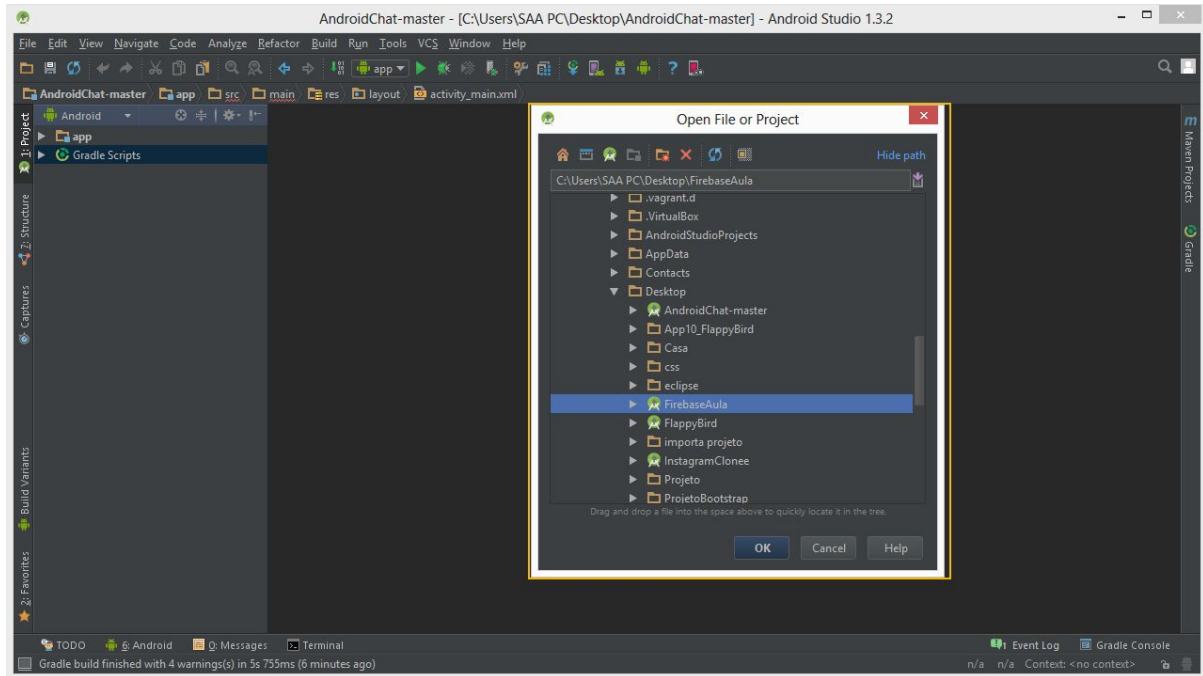 AndroidChat-master - [C:\Users\SAA PC\Desktop\AndroidChat-master] - Android Studio 1.3.2
File Edit View Navigate Code Analyze Refactor Build Run Tools VCS Window Help
app
AndroidChat-master app src main res layout activity_main.xml
Android
app
Gradle Scripts
1: Project
7: Structure
Captures
Build Variants
2: Favorites
Open File or Project
Hide path
C:\Users\SAA PC\Desktop\FirebaseAula
.vagrant.d
.VirtualBox
AndroidStudioProjects
AppData
Contacts
Desktop
AndroidChat-master
App10_FlappyBird
Casa
css
eclipse
FirebaseAula
FlappyBird
importa projeto
InstagramClonee
Projeto
ProjetoBootstrap
Drag and drop a file into the space above to quickly locate it in the tree.
OK Cancel Help
m Maven Projects
Gradle
TODO 6: Android 0: Messages Terminal 1 Event Log Gradle Console
Gradle build finished with 4 warnings(s) in 5s 755ms (6 minutes ago) n/a n/a Context: <no context>